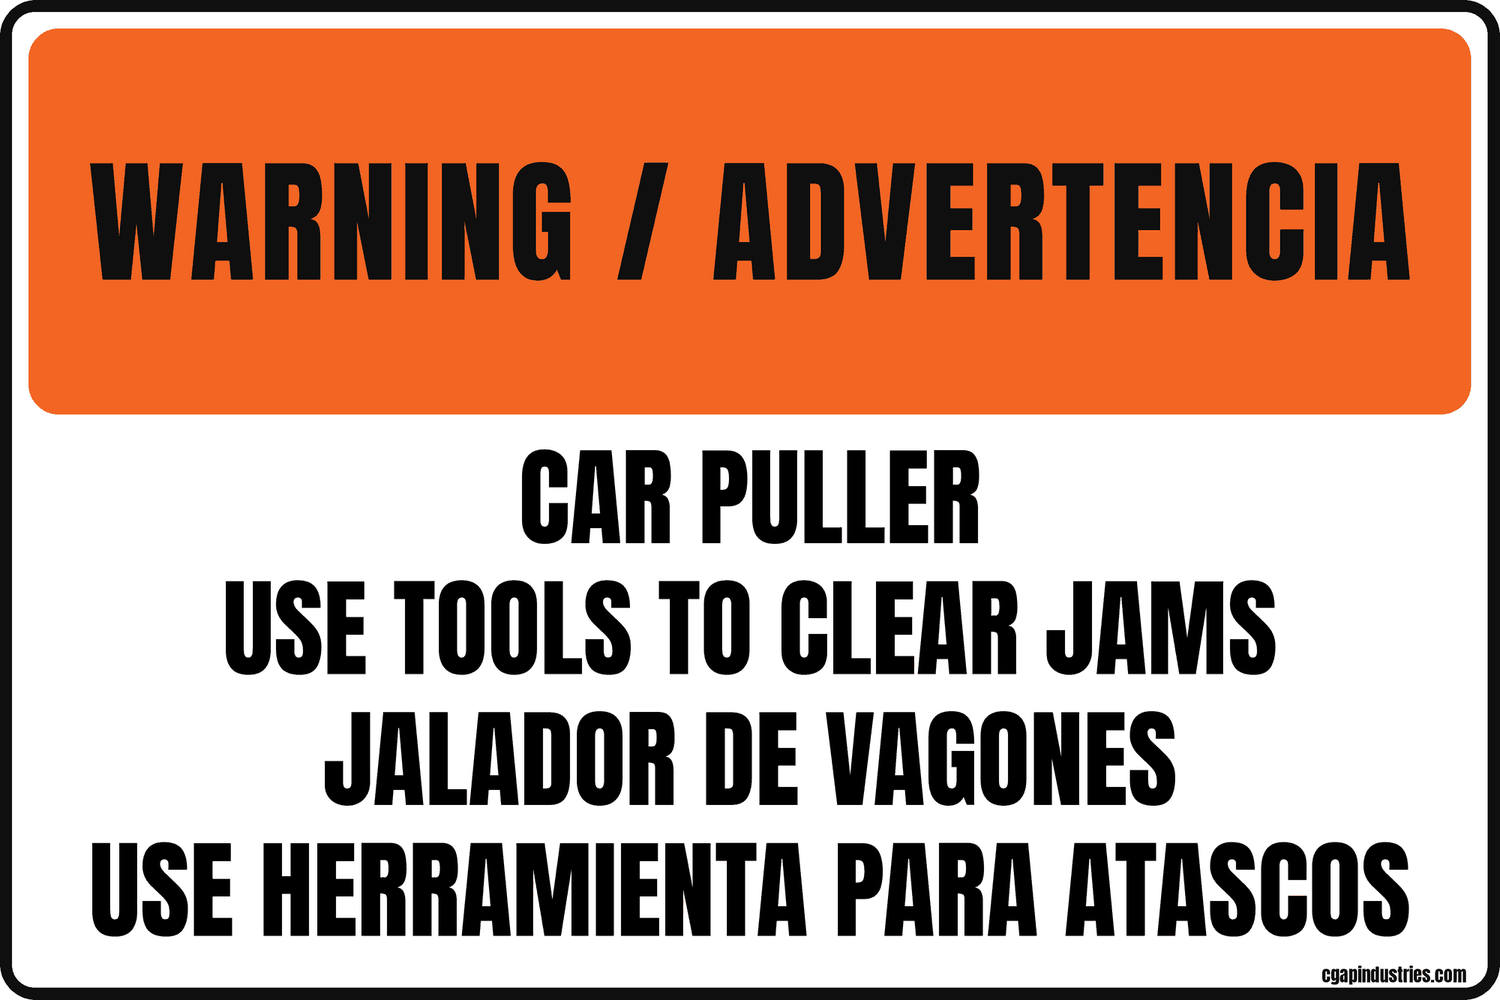 WARNING / ADVERTENCIA
CAR PULLER
USE TOOLS TO CLEAR JAMS
JALADOR DE VAGONES
USE HERRAMIENTA PARA ATASCOS
cgapindustries.com